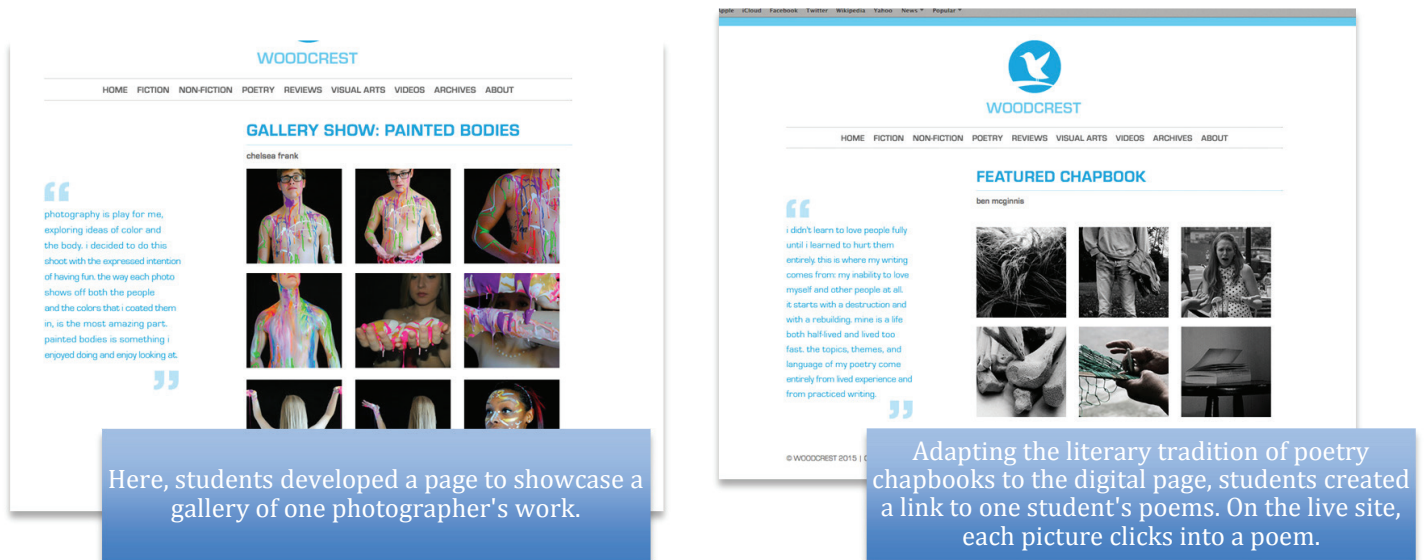 WOODCREST
HOME FICTION NON-FICTION POETRY REVIEWS VISUAL ARTS VIDEOS ARCHIVES ABOUT
GALLERY SHOW: PAINTED BODIES
chelsea frank
“
photography is play for me,
exploring ideas of color and
the body. i decided to do this
shoot with the expressed intention
of having fun. the way each photo
shows off both the people
and the colors that i coated them
in, is the most amazing part.
painted bodies is something i
enjoyed doing and enjoy looking at.
”
Here, students developed a page to showcase a
gallery of one photographer's work.
Apple iCloud Facebook Twitter Wikipedia Yahoo News Popular
WOODCREST
HOME FICTION NON-FICTION POETRY REVIEWS VISUAL ARTS VIDEOS ARCHIVES ABOUT
FEATURED CHAPBOOK
ben mcginnis
“
i didn't learn to love people fully
until i learned to hurt them
entirely. this is where my writing
comes from: my inability to love
myself and other people at all.
it starts with a destruction and
with a rebuilding. mine is a life
both half-lived and lived too
fast. the topics, themes, and
language of my poetry come
entirely from lived experience and
from practiced writing.
”
© WOODCREST 2015 |
Adapting the literary tradition of poetry
chapbooks to the digital page, students created
a link to one student's poems. On the live site,
each picture clicks into a poem.